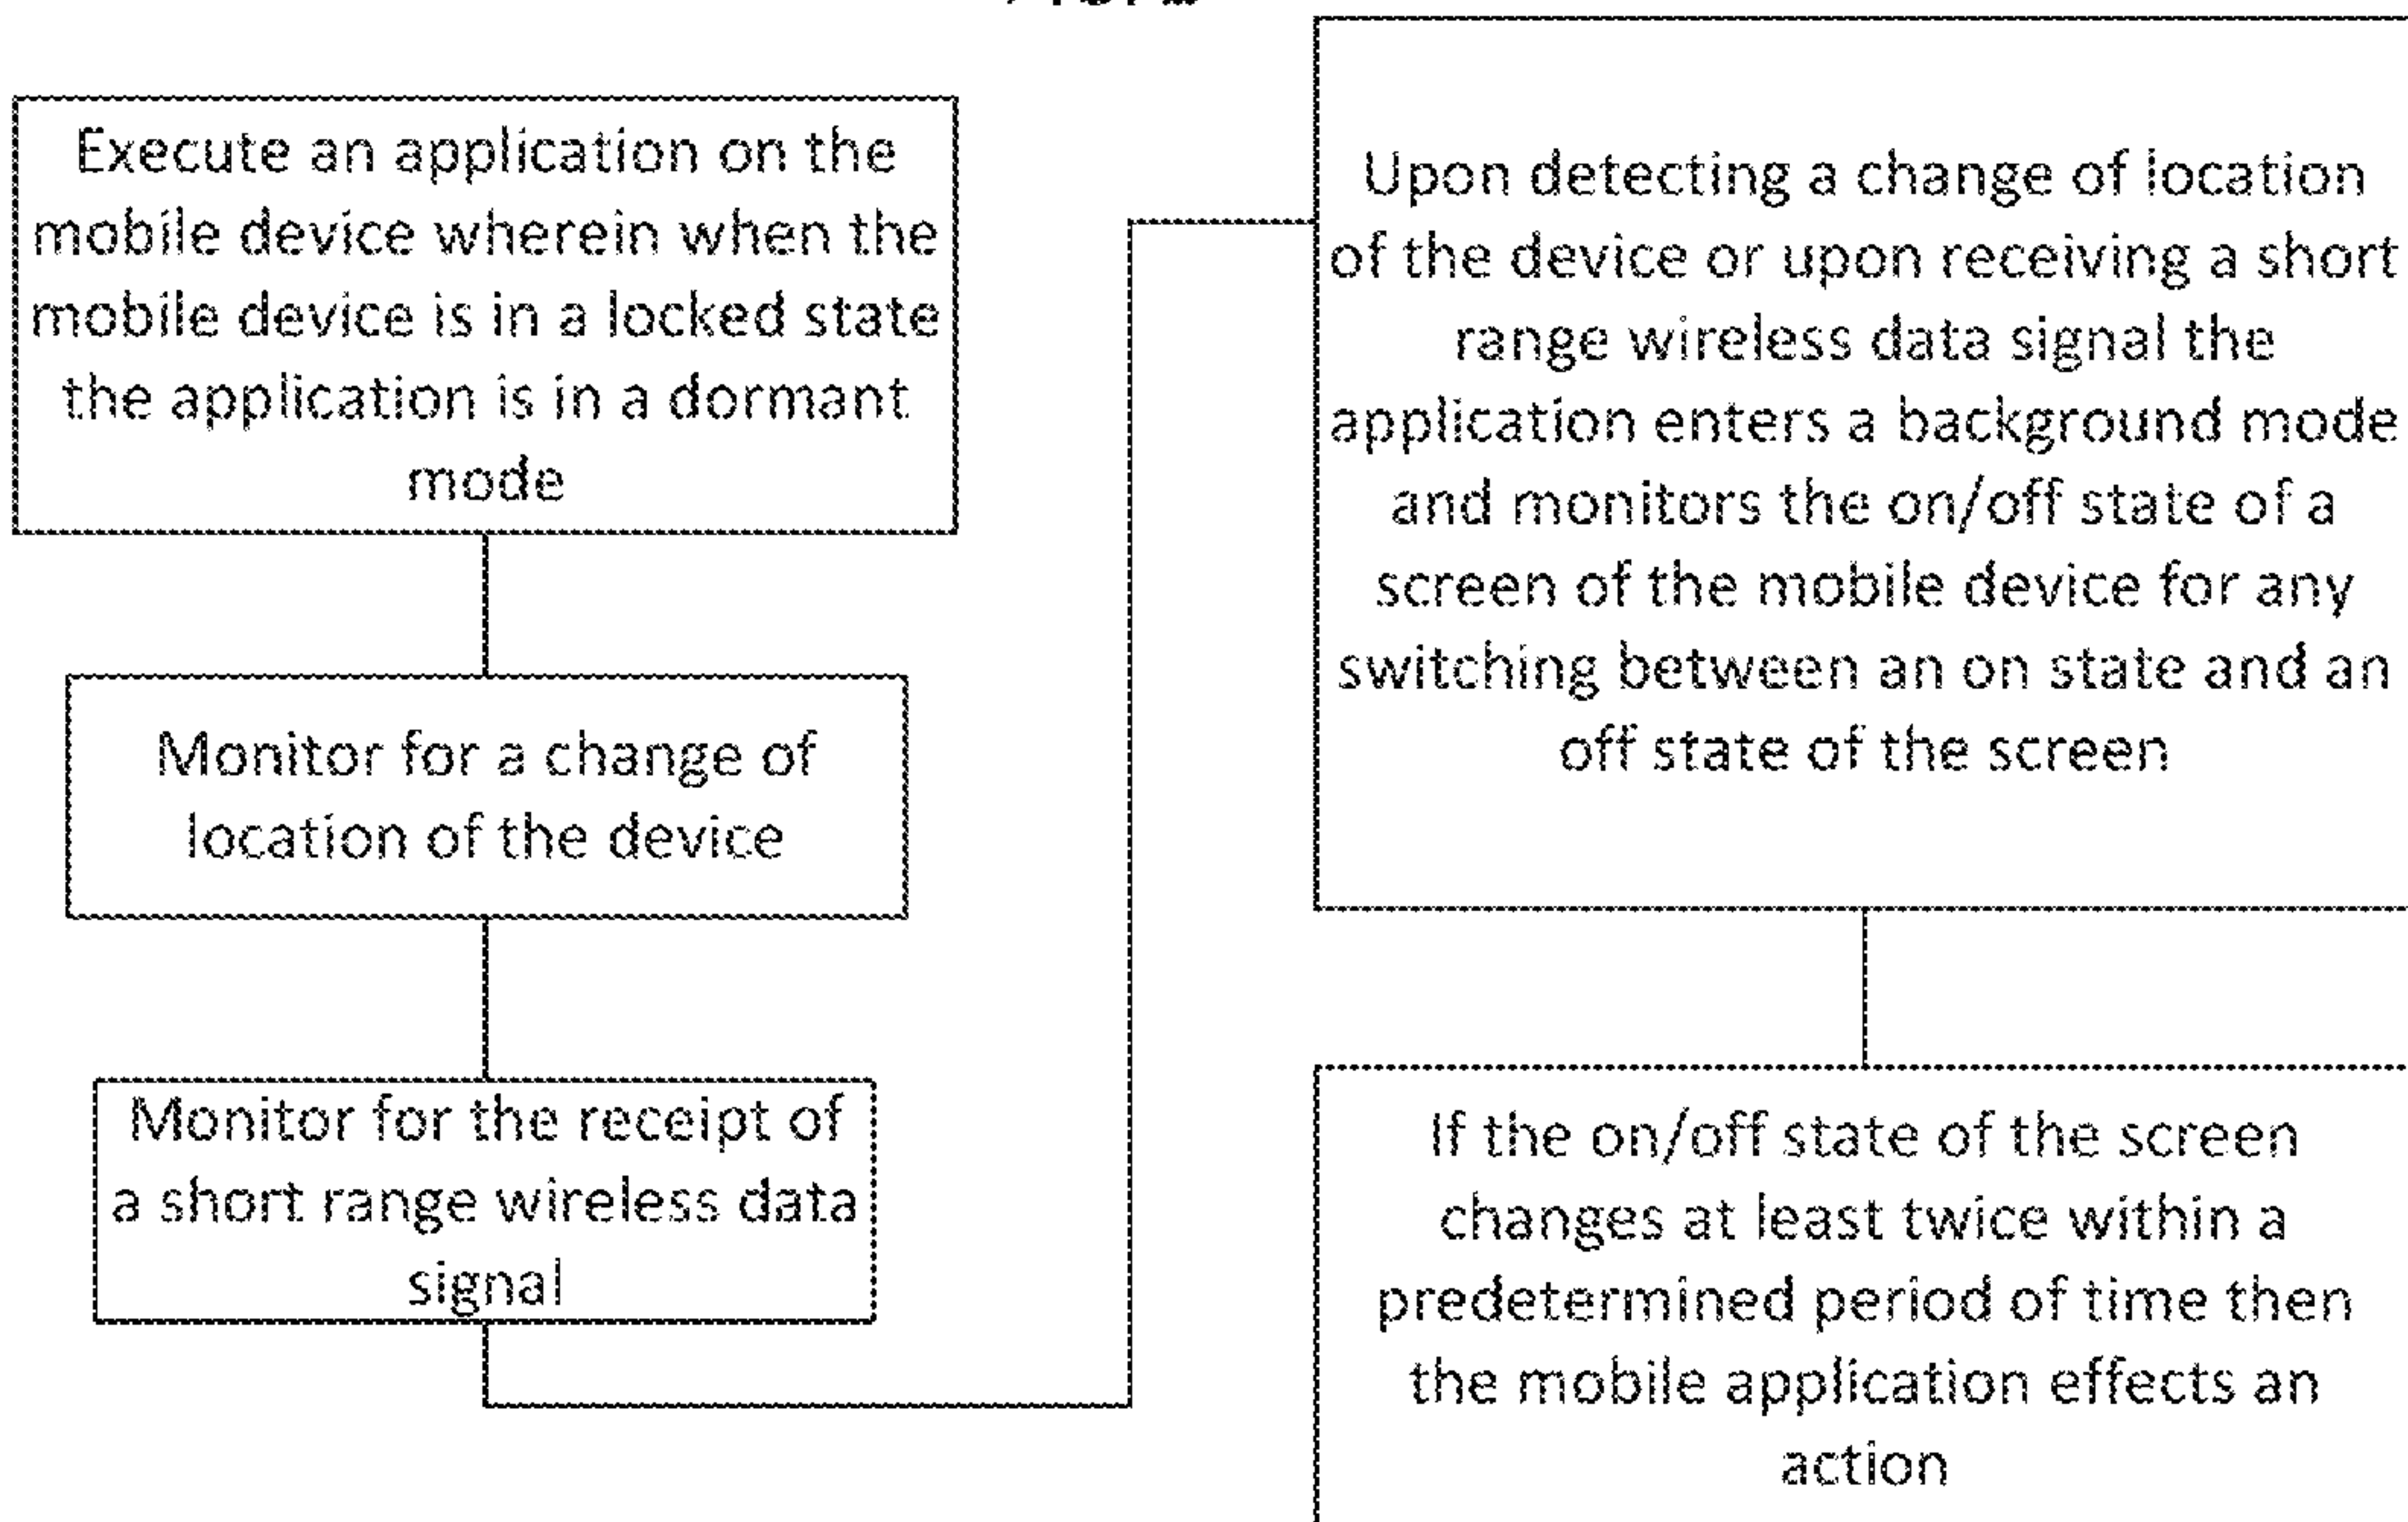 Execute an application on the
mobile device wherein when the
mobile device is in a locked state
the application is in a dormant
mode
Monitor for a change of
location of the device
Monitor for the receipt of
a short range wireless data
signal
Upon detecting a change of location
of the device or upon receiving a short
range wireless data signal the
application enters a background mode
and monitors the on/off state of a
screen of the mobile device for any
switching between an on state and an
off state of the screen
If the on/off state of the screen
changes at least twice within a
predetermined period of time then
the mobile application effects an
action